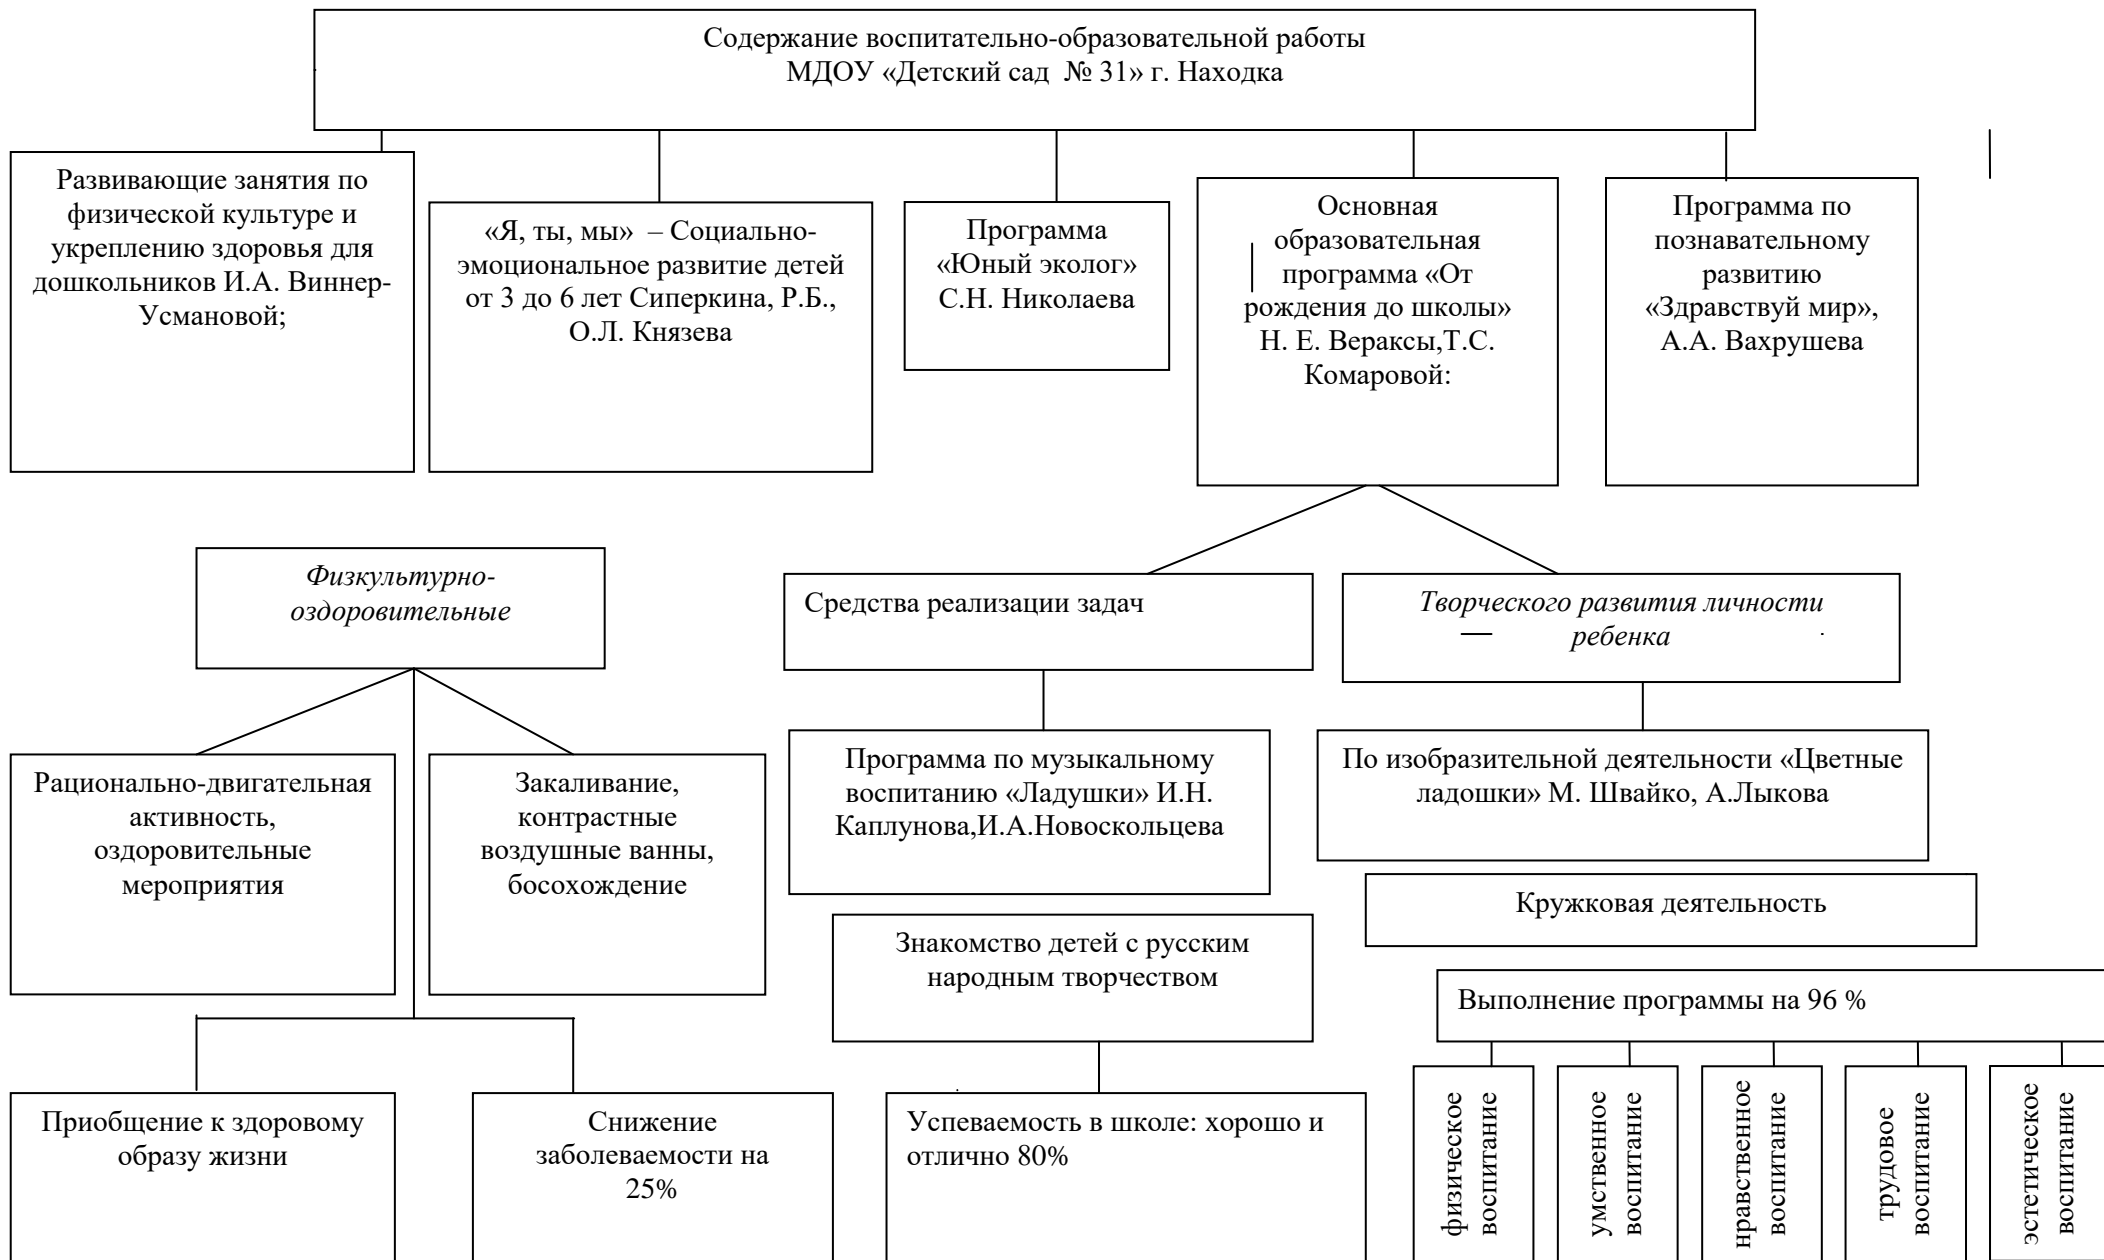 Содержание воспитательно-образовательной работы
МДОУ «Детский сад № 31» г. Находка
Развивающие занятия по
физической культуре и
укреплению здоровья для
дошкольников И.А. Виннер-
Усмановой;
«Я, ты, мы» – Социально-
эмоциональное развитие детей
от 3 до 6 лет Сиперкина, Р.Б.,
О.Л. Князева
Программа
«Юный эколог»
С.Н. Николаева
Основная
образовательная
программа «От
рождения до школы»
Н. Е. Вераксы,Т.С.
Комаровой:
Программа по
познавательному
развитию
«Здравствуй мир»,
А.А. Вахрушева
Физкультурно-
оздоровительные
Средства реализации задач
Творческого развития личности
ребенка
Рационально-двигательная
активность,
оздоровительные
мероприятия
Закаливание,
контрастные
воздушные ванны,
босохождение
Программа по музыкальному
воспитанию «Ладушки» И.Н.
Каплунова,И.А.Новоскольцева
По изобразительной деятельности «Цветные
ладошки» М. Швайко, А.Лыкова
Кружковая деятельность
Знакомство детей с русским
народным творчеством
Выполнение программы на 96 %
Приобщение к здоровому
образу жизни
Снижение
заболеваемости на
25%
Успеваемость в школе: хорошо и
отлично 80%
физическое
воспитание
умственное
воспитание
нравственное
воспитание
трудовое
воспитание
эстетическое
воспитание